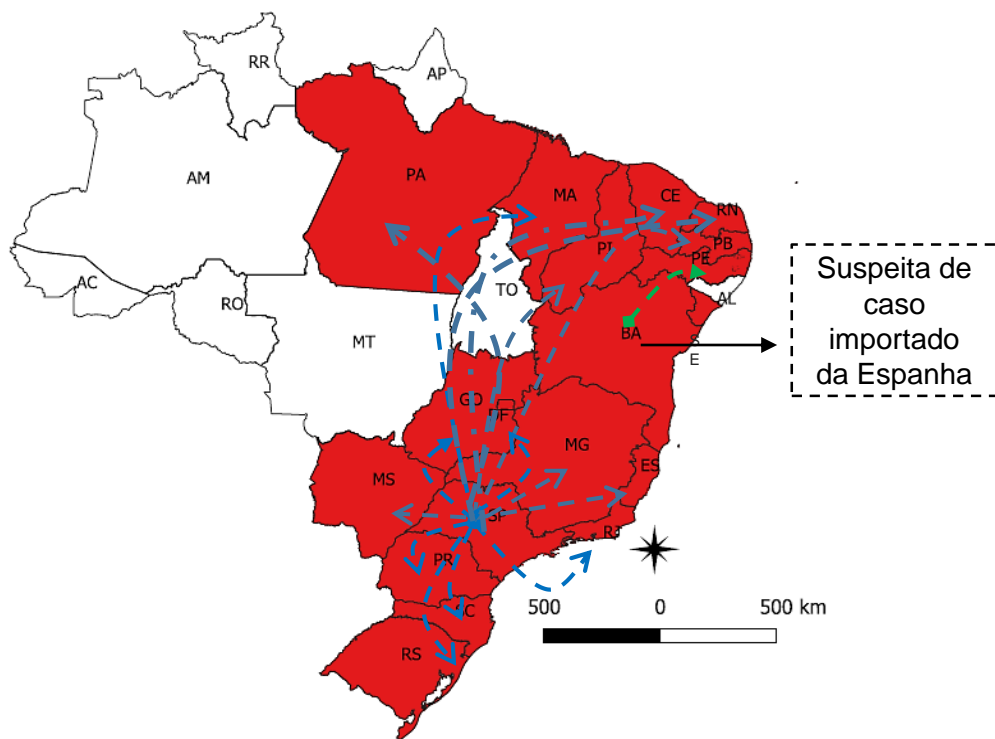 RR
AP
AM
PA
MA
CE
RN
PB
PI
PE
AC
TO
AL
RO
BA
MT
E
Suspeita de
caso
importado
da Espanha
GO
DF
MG
MS
ES
SP
RJ
PR
SC
RS
500 0 500 km